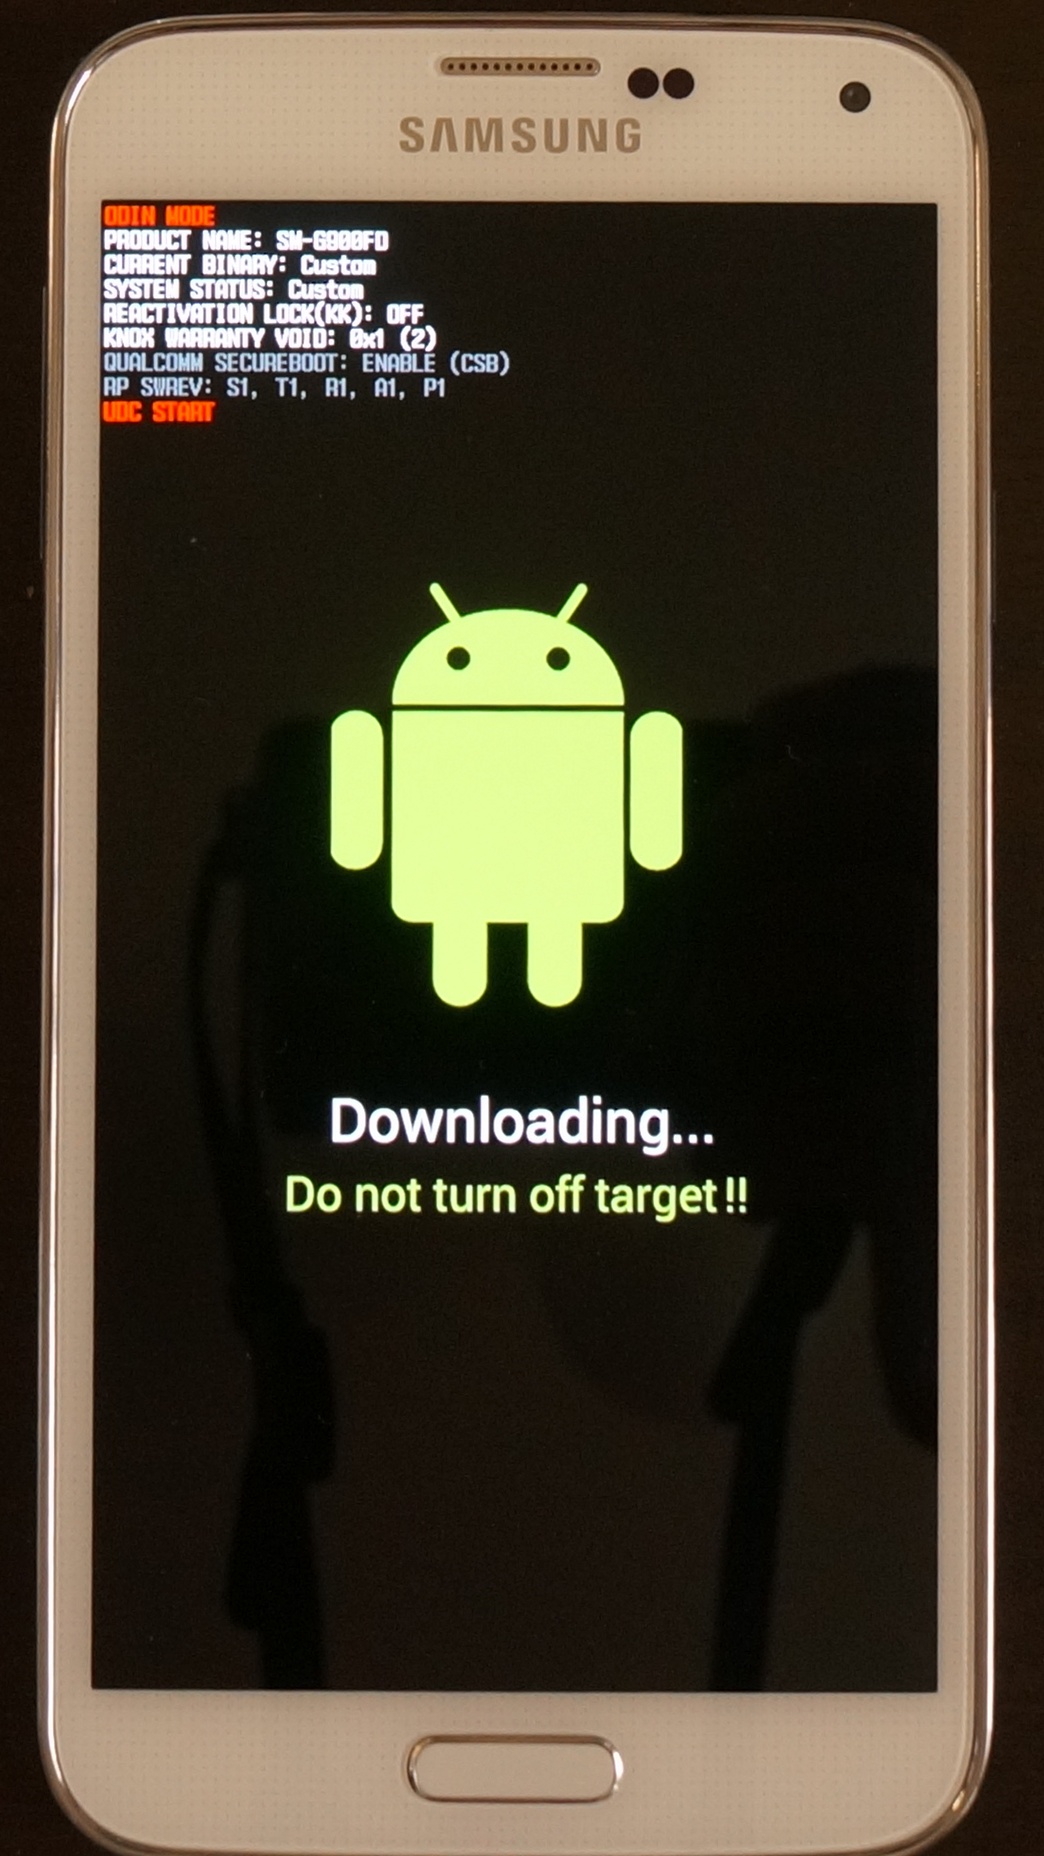 SAMSUNG
ODIN MODE
PRODUCT NAME: SM-G900FD
CURRENT BINARY: Custom
SYSTEM STATUS: Custom
REACTIVATION LOCK(KK): OFF
KNOX WARRANTY VOID: 0x1 (2)
QUALCOMM SECUREBOOT: ENABLE (CSB)
RP SWREV: S1, T1, R1, A1, P1
UDC START
Downloading...
Do not turn off target!!